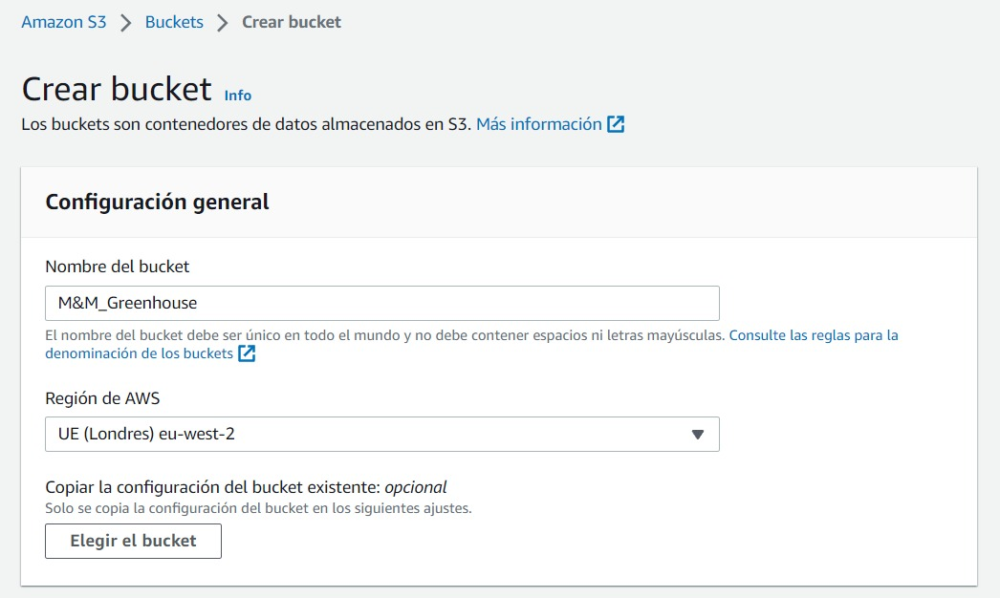 Amazon S3 > Buckets > Crear bucket
Crear bucket Info
Los buckets son contenedores de datos almacenados en S3. Más información
Configuración general
Nombre del bucket
M&M_Greenhouse
El nombre del bucket debe ser único en todo el mundo y no debe contener espacios ni letras mayúsculas. Consulte las reglas para la
denominación de los buckets
Región de AWS
UE (Londres) eu-west-2
Copiar la configuración del bucket existente: opcional
Solo se copia la configuración del bucket en los siguientes ajustes.
Elegir el bucket